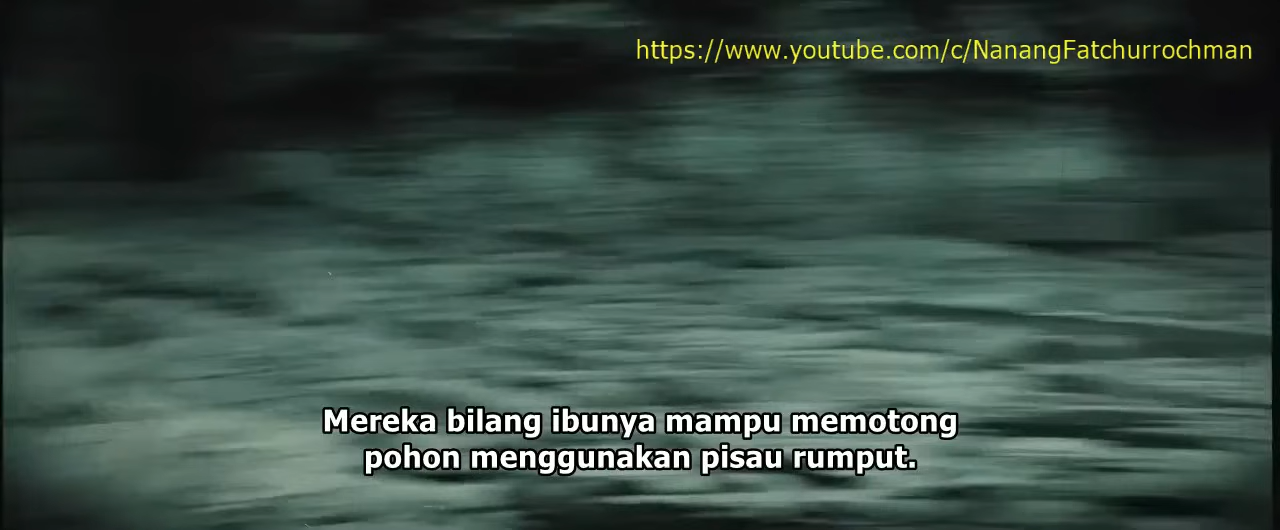 https://www.youtube.com/c/NanangFatchurrochman
Mereka bilang ibunya mampu memotong
pohon menggunakan pisau rumput.